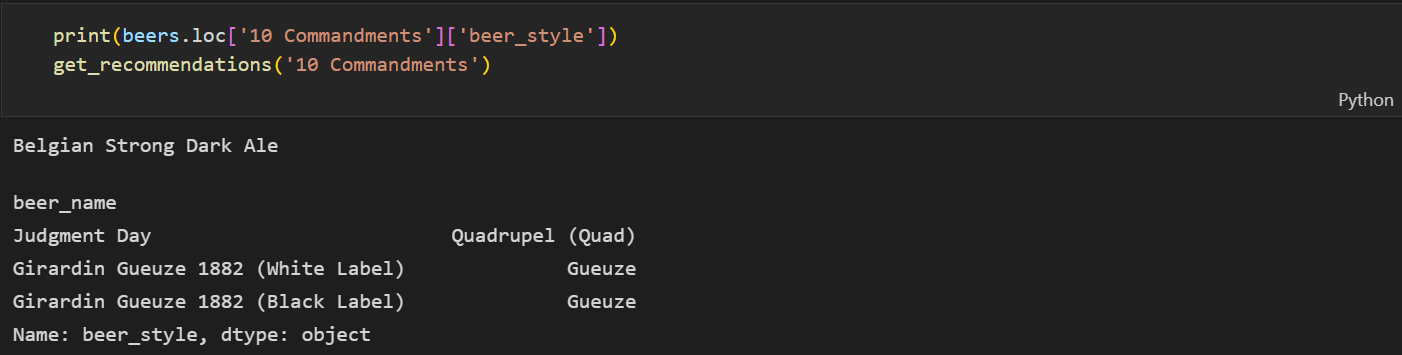 print(beers.loc['10 Commandments']['beer_style'])
get_recommendations('10 Commandments')
Python
Belgian Strong Dark Ale
beer_name
Judgment Day                          Quadrupel (Quad)
Girardin Gueuze 1882 (White Label)              Gueuze
Girardin Gueuze 1882 (Black Label)              Gueuze
Name: beer_style, dtype: object